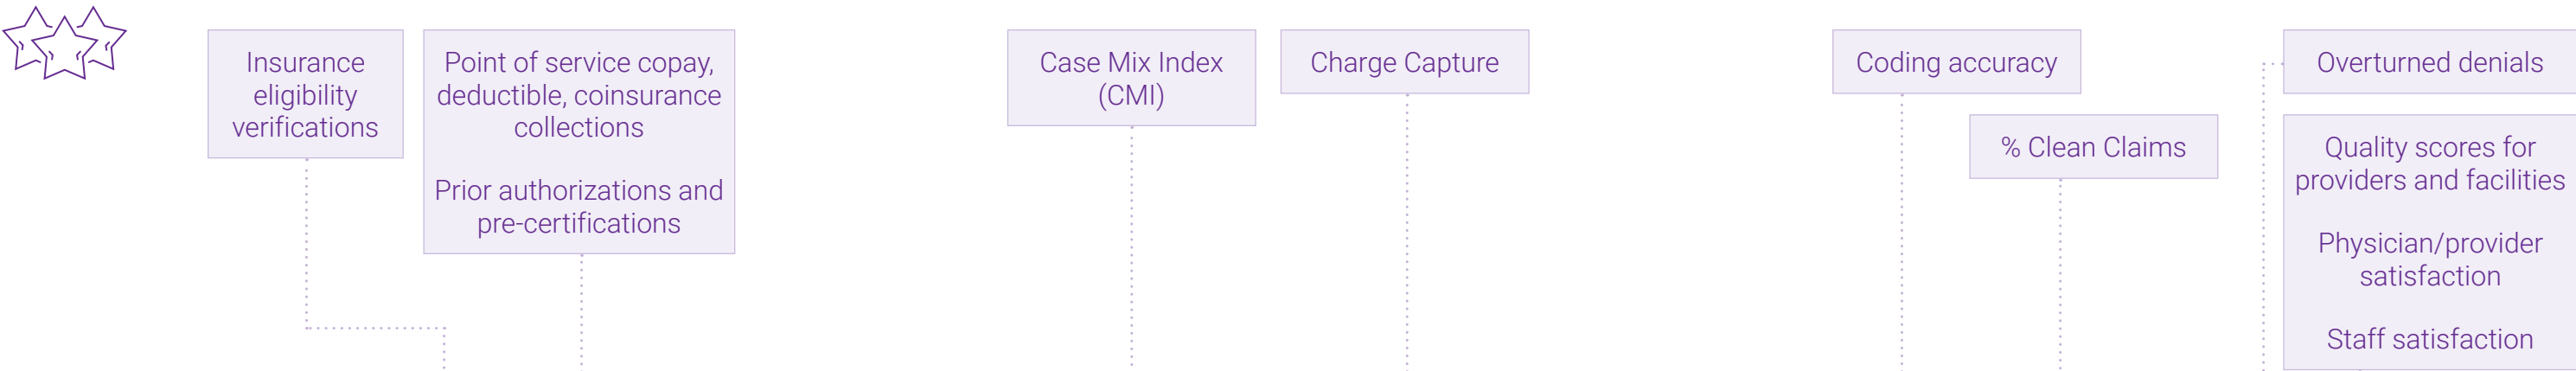 Insurance
eligibility
verifications
Point of service copay,
deductible, coinsurance
collections
Prior authorizations and
pre-certifications
Case Mix Index
(CMI)
Charge Capture
Coding accuracy
% Clean Claims
Overturned denials
Quality scores for
providers and facilities
Physician/provider
satisfaction
Staff satisfaction